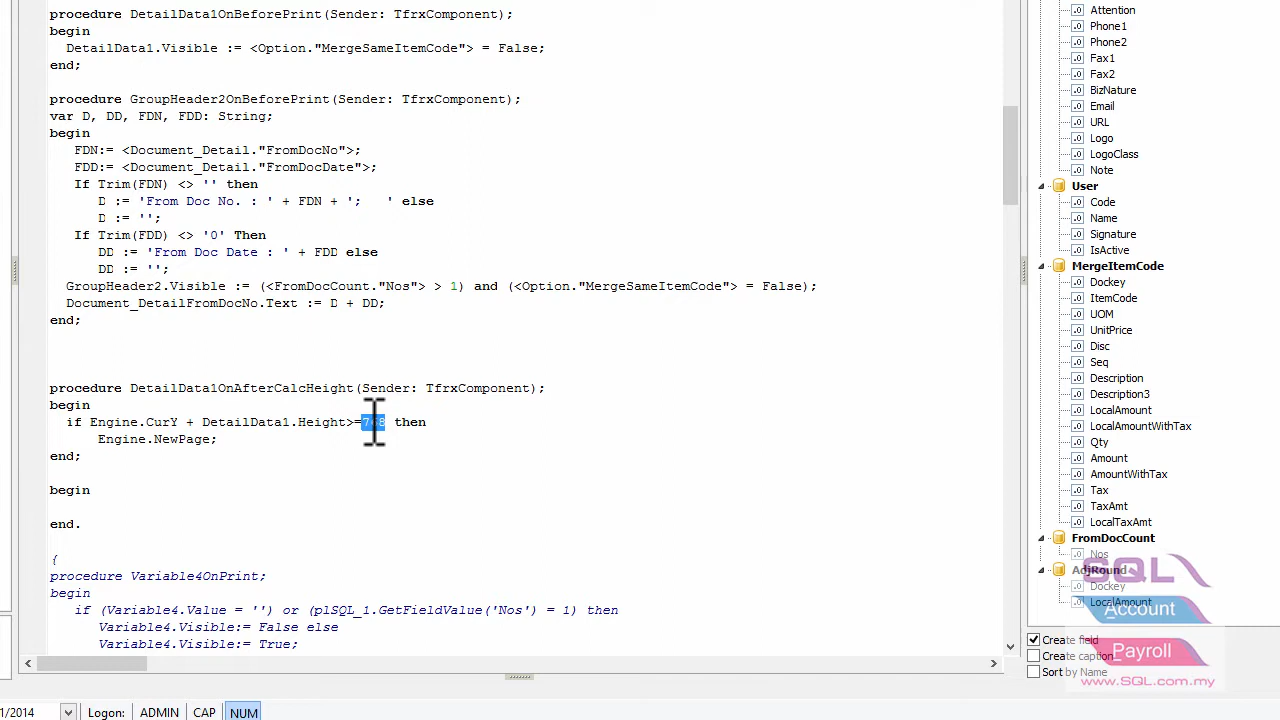 procedure DetailData1OnBeforePrint(Sender: TfrxComponent);
begin
DetailData1.Visible := <Option."MergeSameItemCode"> = False;
end;
procedure GroupHeader2OnBeforePrint(Sender: TfrxComponent);
var D, DD, FDN, FDD: String;
begin
FDN:= <Document_Detail."FromDocNo">;
FDD:= <Document_Detail."FromDocDate">;
If Trim(FDN) <> '' then
D := 'From Doc No. : ' + FDN + ';   ' else
D := '';
If Trim(FDD) <> '0' Then
DD := 'From Doc Date : ' + FDD else
DD := '';
GroupHeader2.Visible := (<FromDocCount."Nos"> > 1) and (<Option."MergeSameItemCode"> = False);
Document_DetailFromDocNo.Text := D + DD;
end;
procedure DetailData1OnAfterCalcHeight(Sender: TfrxComponent);
begin
if Engine.CurY + DetailData1.Height>= then
Engine.NewPage;
end;
begin
end.
{
procedure Variable4OnPrint;
begin
if (Variable4.Value = '') or (plSQL_1.GetFieldValue('Nos') = 1) then
Variable4.Visible:= False else
Variable4.Visible:= True;
Attention
Phone1
Phone2
Fax1
Fax2
BizNature
Email
URL
Logo
LogoClass
Note
User
Code
Name
Signature
IsActive
MergeItemCode
Dockey
ItemCode
UOM
UnitPrice
Disc
Seq
Description
Description3
LocalAmount
LocalAmountWithTax
Qty
Amount
AmountWithTax
Tax
TaxAmt
LocalTaxAmt
FromDocCount
Nos
AdjRound
Dockey
LocalAmount
Create field
Create caption
Sort by Name
SQL
Account
Payroll
www.SQL.com.my
1/2014
Logon:
ADMIN
CAP
NUM